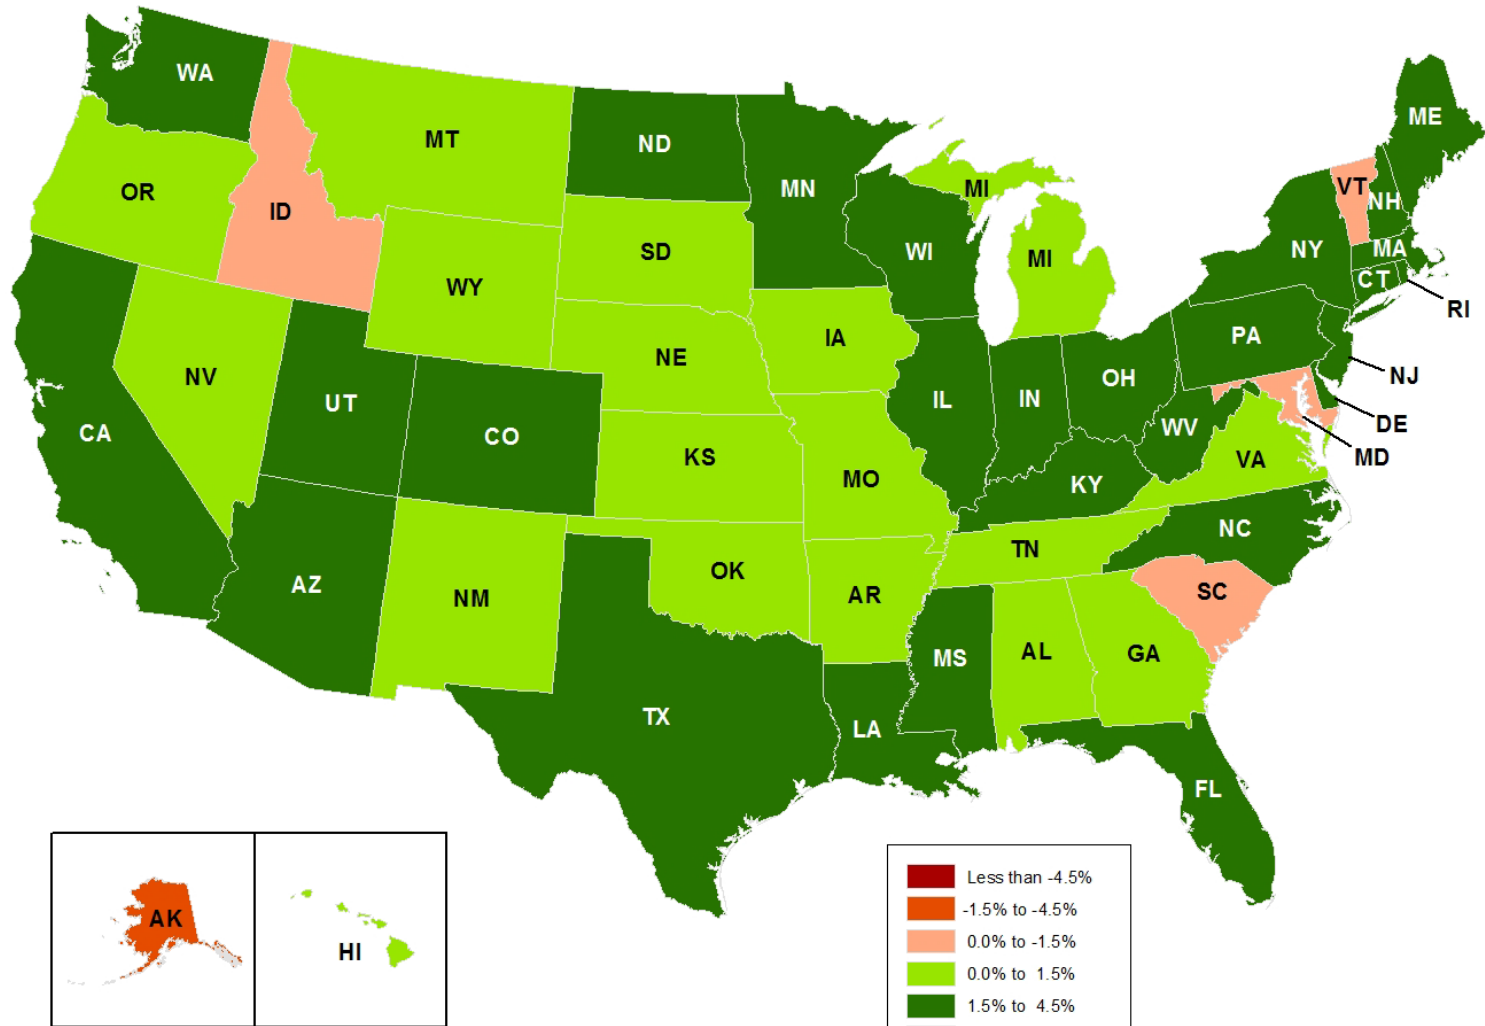 WA
MT
ND
MN
OR
ID
SD
WI
MI
MI
ME
VT
NH
NY
MA
CT
RI
WY
NE
IA
PA
NJ
NV
UT
CO
KS
MO
IL
IN
OH
WV
DE
MD
VA
CA
KY
NC
AZ
NM
OK
AR
TN
SC
TX
LA
MS
AL
GA
FL
AK
HI
Less than -4.5%
-1.5% to -4.5%
0.0% to -1.5%
0.0% to 1.5%
1.5% to 4.5%